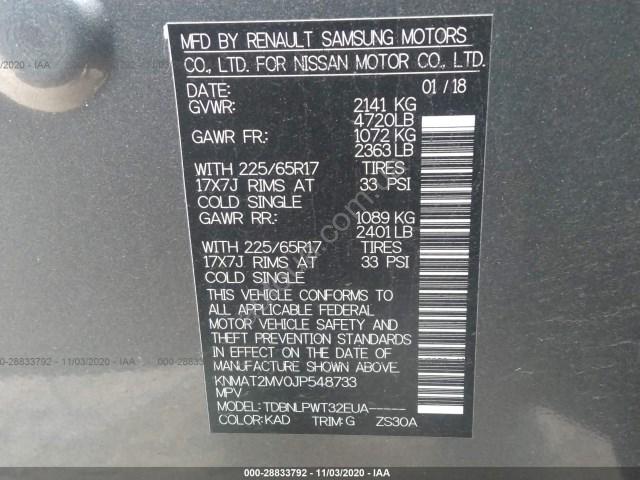 MFD BY RENAULT SAMSUNG MOTORS
CO., LTD. FOR NISSAN MOTOR CO., LTD.
DATE: 01 / 18
GVWR: 2141 KG
4720LB
GAWR FR.: 1072 KG
2363 LB
WITH 225/65R17 TIRES
17X7J RIMS AT 33 PSI
COLD SINGLE
GAWR RR.: 1089 KG
2401 LB
WITH 225/65R17 TIRES
17X7J RIMS AT 33 PSI
COLD SINGLE
THIS VEHICLE CONFORMS TO
ALL APPLICABLE FEDERAL
MOTOR VEHICLE SAFETY AND
THEFT PREVENTION STANDARDS
IN EFFECT ON THE DATE OF
MANUFACTURE SHOWN ABOVE.
KNMAT2MV0JP548733
MPV
MODEL: TDBNLPWT32EUA-----
COLOR: KAD TRIM: G ZS30A
000-28833792 - 11/03/2020 - IAA